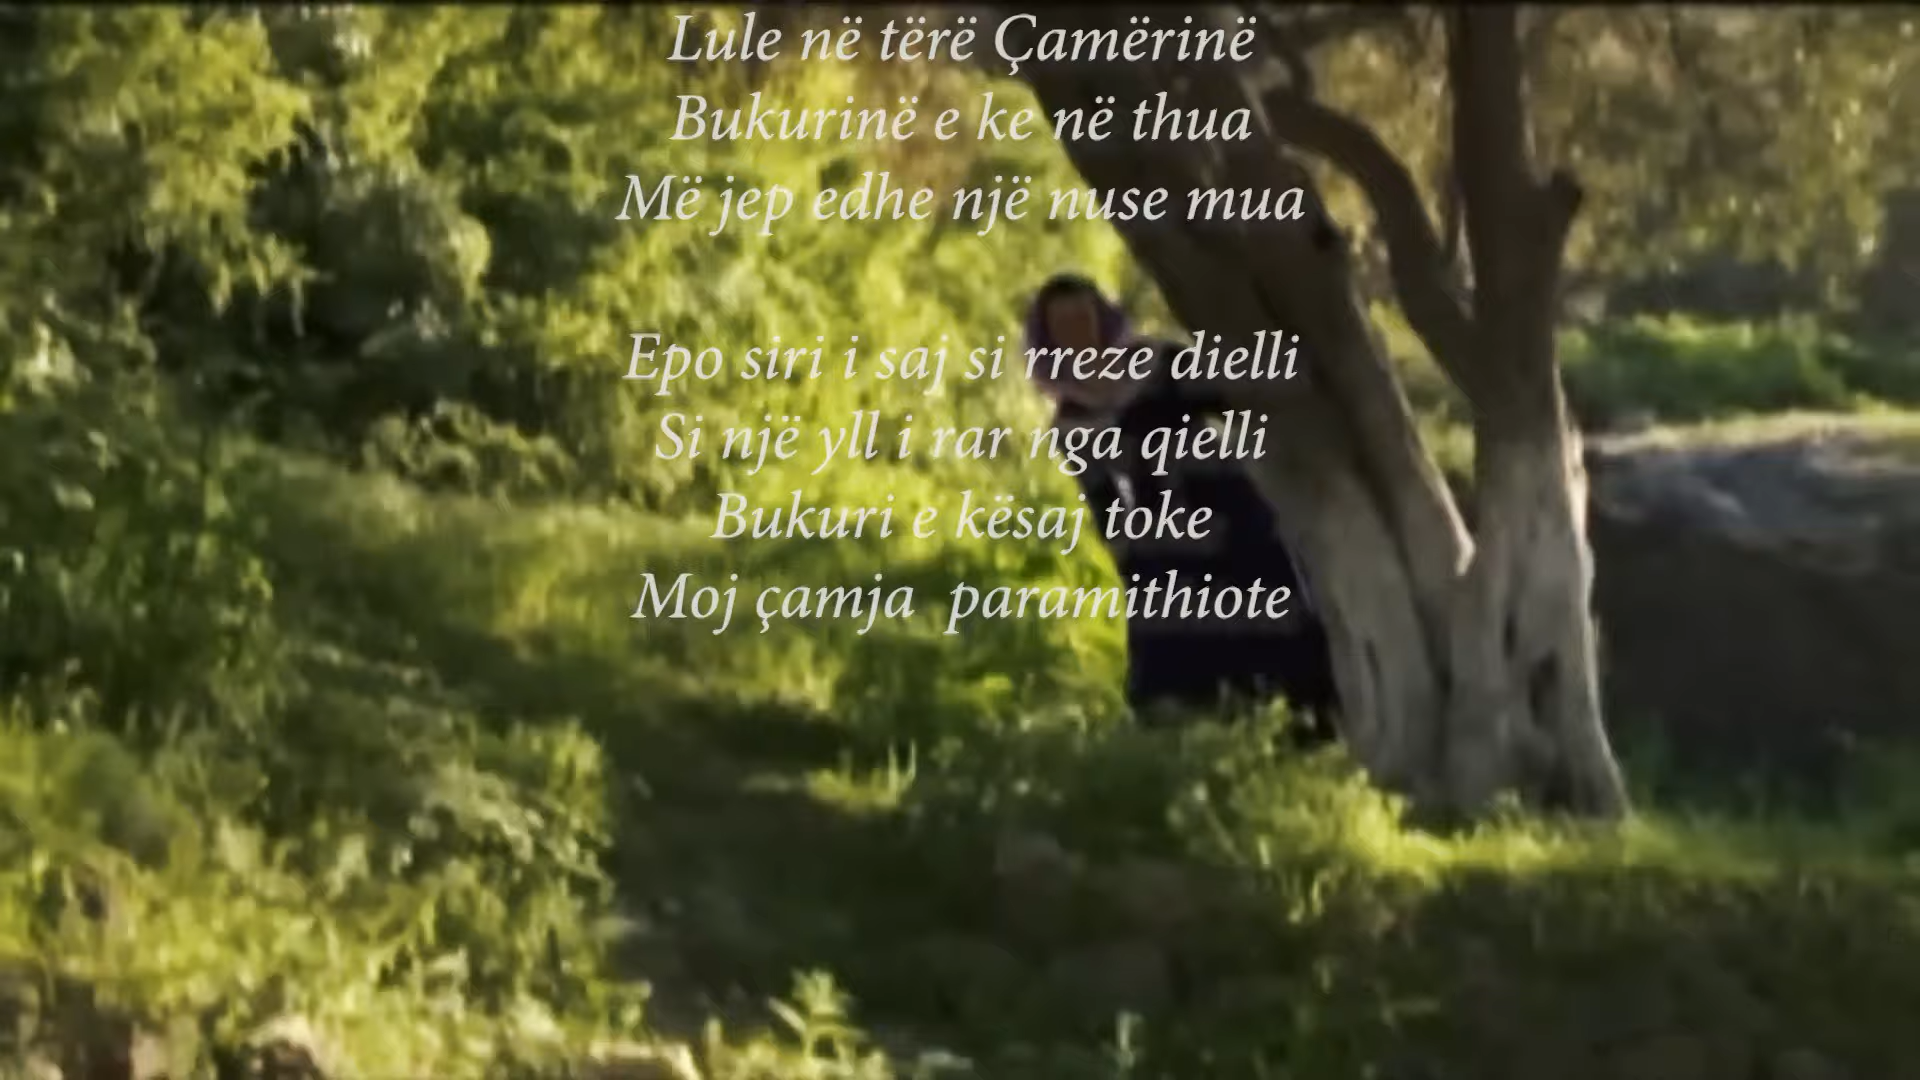 Lule në tërë Çamërinë
Bukurinë e ke në thua
Më jep edhe një nuse mua
Epo siri i saj si rreze dielli
Si një yll i rar nga qielli
Bukuri e kësaj toke
Moj çamja paramithiote